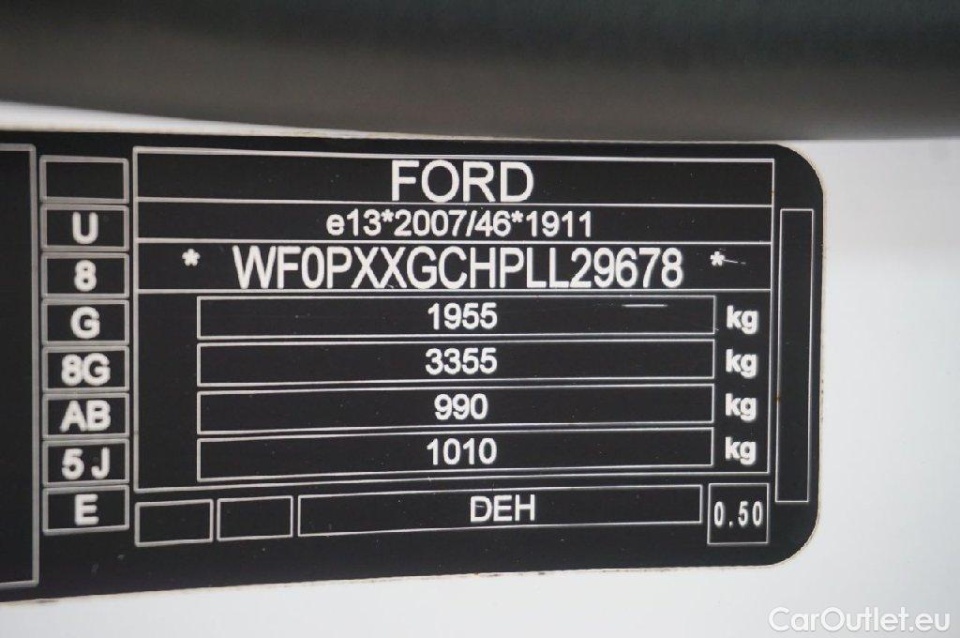 FORD
U
e13*2007/46*1911
8
* WF0PXXGCHPLL29678 *
G
1955 kg
8G
3355 kg
AB
990 kg
5J
1010 kg
E
DEH
0.50
CarOutlet.eu